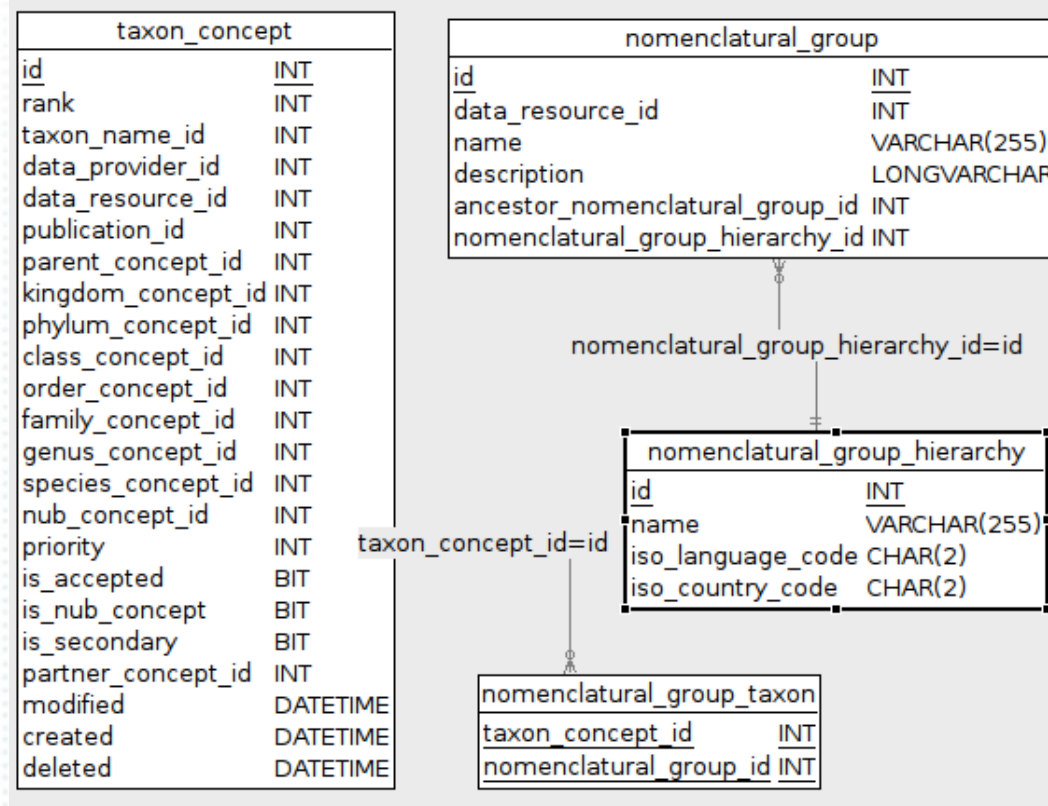 taxon_concept
id INT
rank INT
taxon_name_id INT
data_provider_id INT
data_resource_id INT
publication_id INT
parent_concept_id INT
kingdom_concept_id INT
phylum_concept_id INT
class_concept_id INT
order_concept_id INT
family_concept_id INT
genus_concept_id INT
species_concept_id INT
nub_concept_id INT
priority INT
is_accepted BIT
is_nub_concept BIT
is_secondary BIT
partner_concept_id INT
modified DATETIME
created DATETIME
deleted DATETIME
nomenclatural_group
id INT
data_resource_id INT
name VARCHAR(255)
description LONGVARCHAR
ancestor_nomenclatural_group_id INT
nomenclatural_group_hierarchy_id INT
nomenclatural_group_hierarchy_id=id
nomenclatural_group_hierarchy
id INT
name VARCHAR(255)
iso_language_code CHAR(2)
iso_country_code CHAR(2)
taxon_concept_id=id
nomenclatural_group_taxon
taxon_concept_id INT
nomenclatural_group_id INT